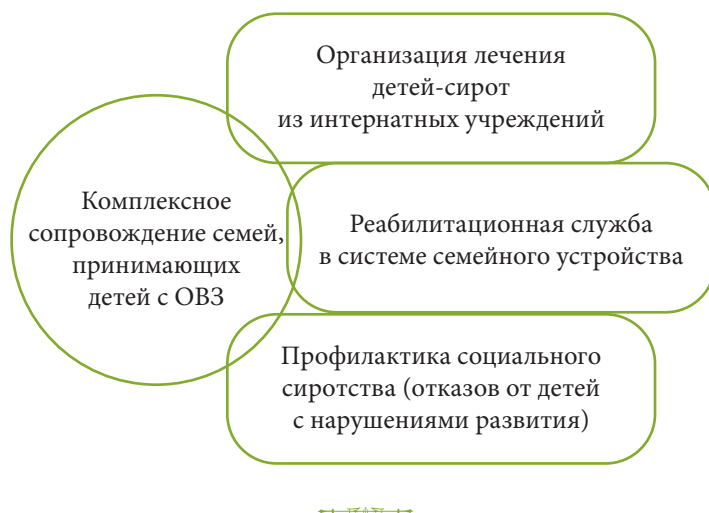 Организация лечения
детей-сирот
из интернатных учреждений
Комплексное
сопровождение семей,
принимающих
детей с ОВЗ
Реабилитационная служба
в системе семейного устройства
Профилактика социального
сиротства (отказов от детей
с нарушениями развития)